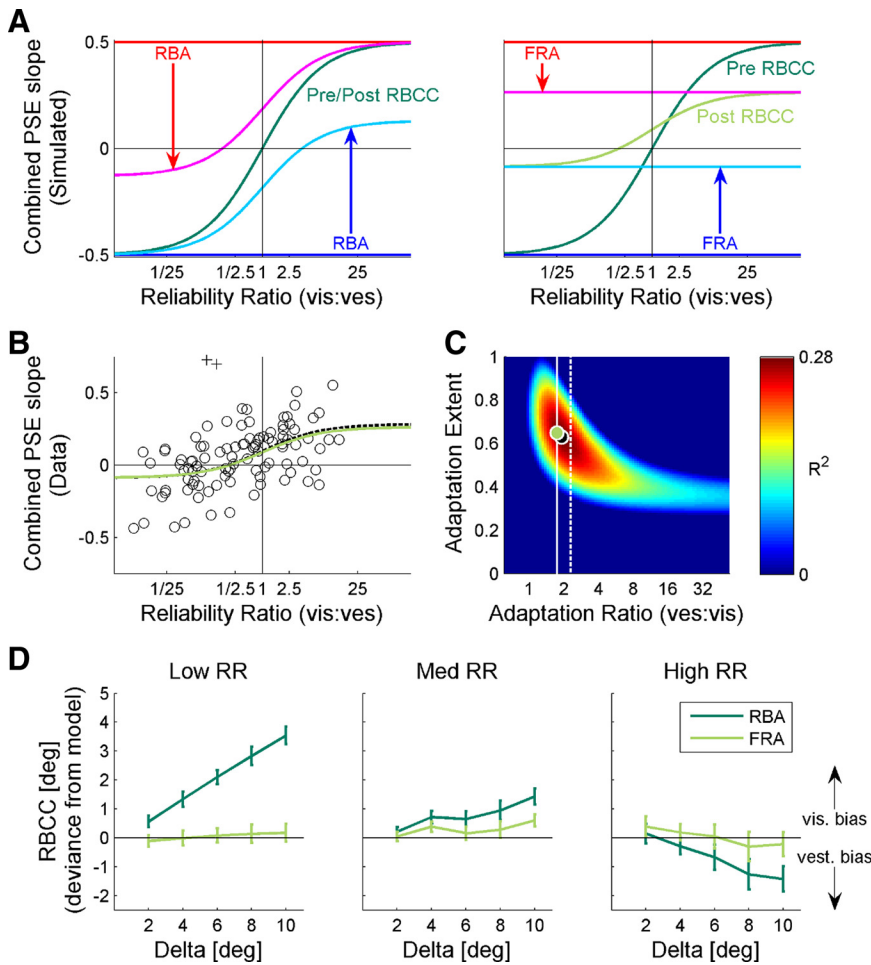 A
Combined PSE slope
(Simulated)
0.5
0
-0.5
RBA
Pre/Post RBCC
RBA
1/25
1/2.5
1
2.5
25
Reliability Ratio (vis:ves)
FRA
Pre RBCC
Post RBCC
FRA
1/25
1/2.5
1
2.5
25
Reliability Ratio (vis:ves)
B
Combined PSE slope
(Data)
0.5
0
-0.5
1/25
1/2.5
1
2.5
25
Reliability Ratio (vis:ves)
C
Adaptation Extent
1
0.8
0.6
0.4
0.2
0
1
2
4
8
16
32
Adaptation Ratio (ves:vis)
0.28
R2
0
D
RBCC [deg]
(deviance from model)
Low RR
5
4
3
2
1
0
-1
-2
2
4
6
8
10
Delta [deg]
Med RR
2
4
6
8
10
Delta [deg]
High RR
RBA
FRA
2
4
6
8
10
Delta [deg]
vis. bias
vest. bias